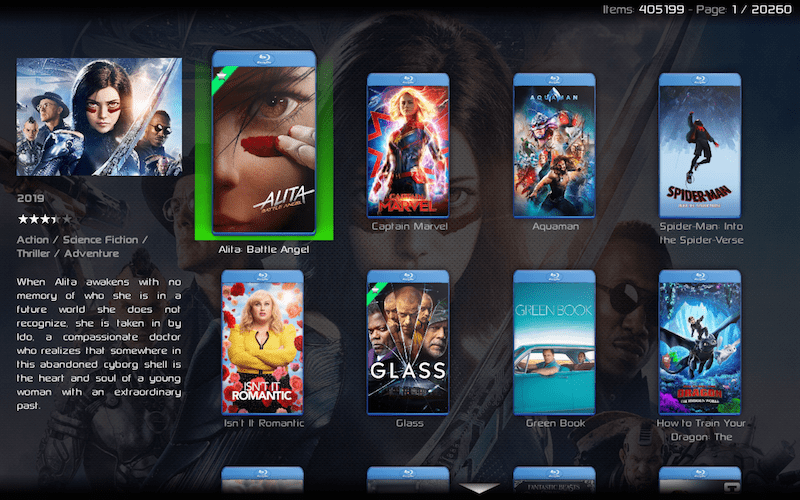 Items: 405199 - Page: 1 / 20260
2019
Action / Science Fiction /
Thriller / Adventure
When Alita awakens with no
memory of who she is in a
future world she does not
recognize, she is taken in by
Ido, a compassionate doctor
who realizes that somewhere in
this abandoned cyborg shell is
the heart and soul of a young
woman with an extraordinary
past.
ALITA
BATTLE ANGEL
Alita: Battle Angel
CAPTAIN
MARVEL
Captain Marvel
AQUAMAN
Aquaman
SPIDER-MAN
Spider-Man: Into
the Spider-Verse
ISN'T IT
ROMANTIC
Isn't It Romantic
GLASS
Glass
GREEN BOOK
Green Book
THE HIDDEN WORLD
How to Train Your
Dragon: The
FANTASTIC BEASTS